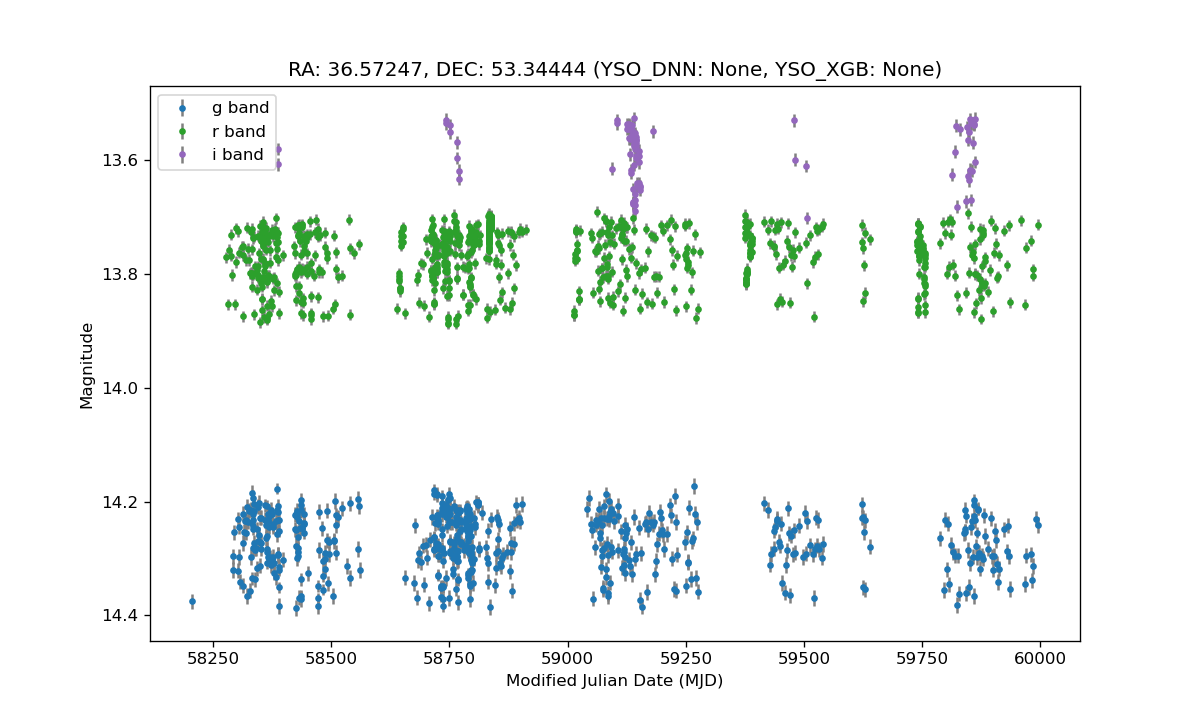 RA: 36.57247, DEC: 53.34444 (YSO_DNN: None, YSO_XGB: None)
g band
r band
i band
13.6
13.8
14.0
14.2
14.4
Magnitude
58250 58500 58750 59000 59250 59500 59750 60000
Modified Julian Date (MJD)